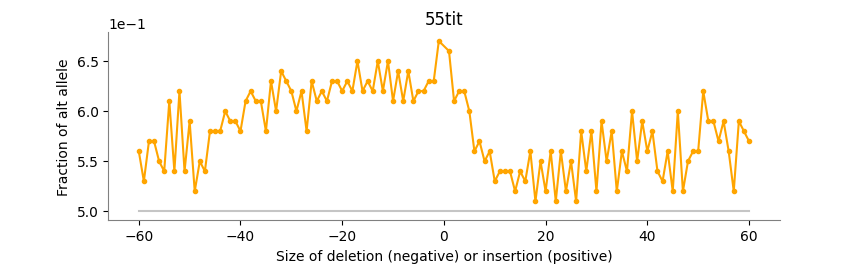 55tit
1e−1
Fraction of alt allele
6.5
6.0
5.5
5.0
−60 −40 −20 0 20 40 60
Size of deletion (negative) or insertion (positive)